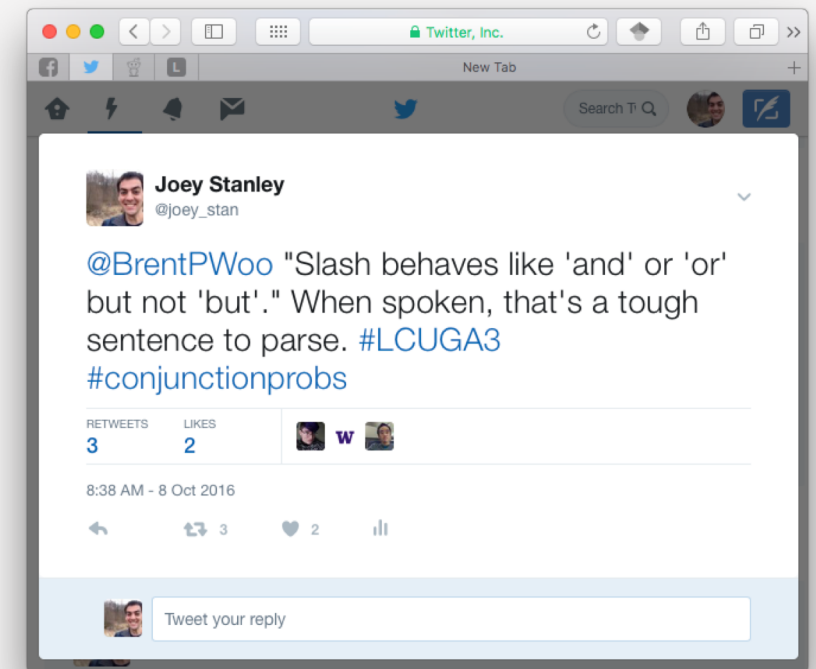 Twitter, Inc.
L
New Tab
Search T
Joey Stanley
@joey_stan
@BrentPWoo "Slash behaves like 'and' or 'or'
but not 'but'." When spoken, that's a tough
sentence to parse. #LCUGA3
#conjunctionprobs
RETWEETS LIKES
3 2
W
8:38 AM - 8 Oct 2016
3 2
Tweet your reply